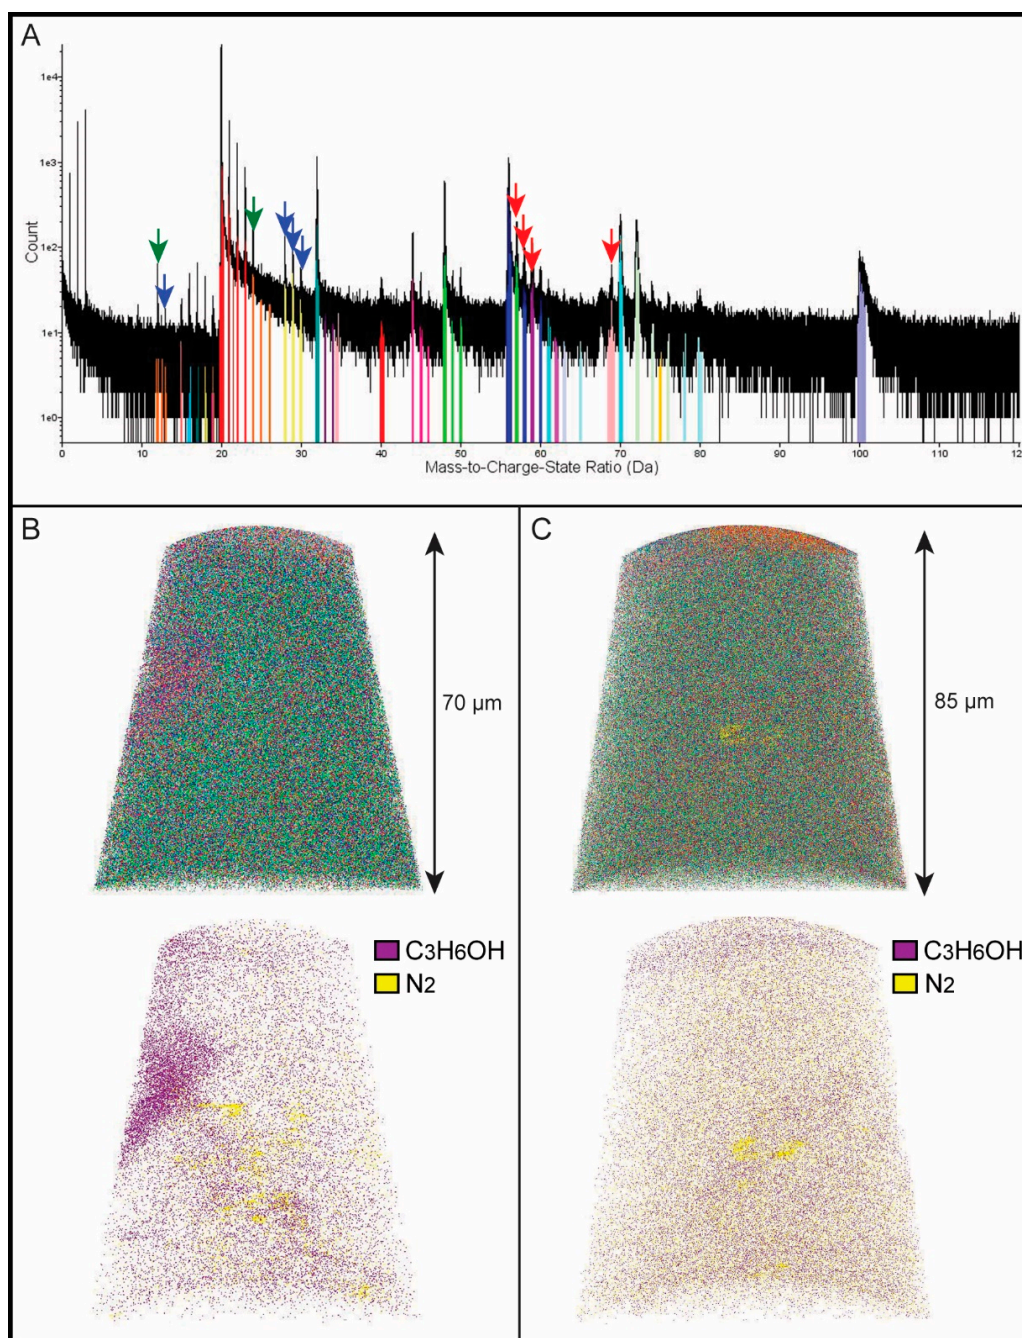 A
1e4
1e3
1e2
1e1
1e0
Count
0 10 20 30 40 50 60 70 80 90 100 110 120
Mass-to-Charge-State Ratio (Da)
B
70 µm
C3H6OH
N2
C
85 µm
C3H6OH
N2